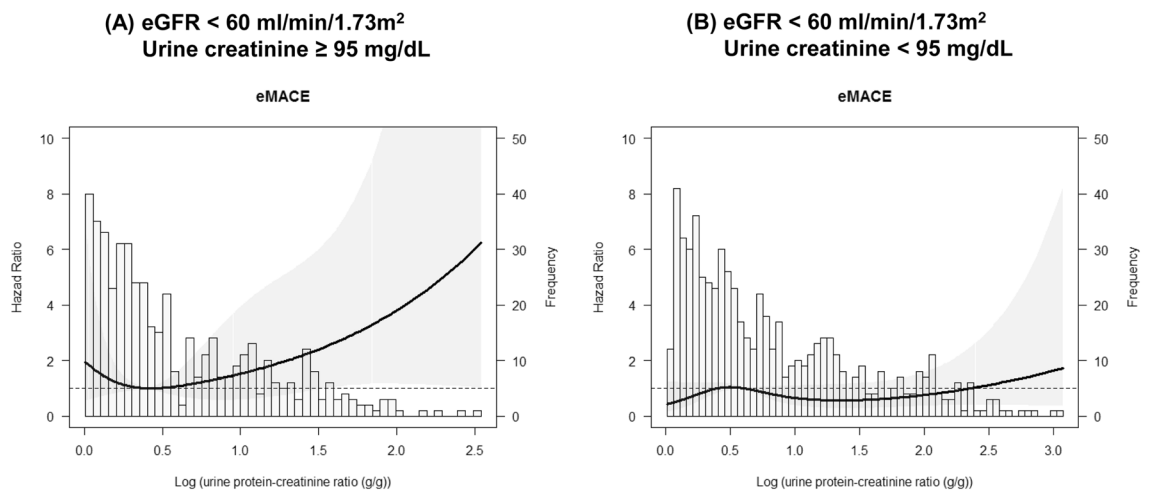 (A) eGFR < 60 ml/min/1.73m²
Urine creatinine ≥ 95 mg/dL
eMACE
10
8
6
4
2
0
Hazad Ratio
50
40
30
20
10
0
Frequency
0.0 0.5 1.0 1.5 2.0 2.5
Log (urine protein-creatinine ratio (g/g))
(B) eGFR < 60 ml/min/1.73m²
Urine creatinine < 95 mg/dL
eMACE
10
8
6
4
2
0
Hazad Ratio
50
40
30
20
10
0
Frequency
0.0 0.5 1.0 1.5 2.0 2.5 3.0
Log (urine protein-creatinine ratio (g/g))